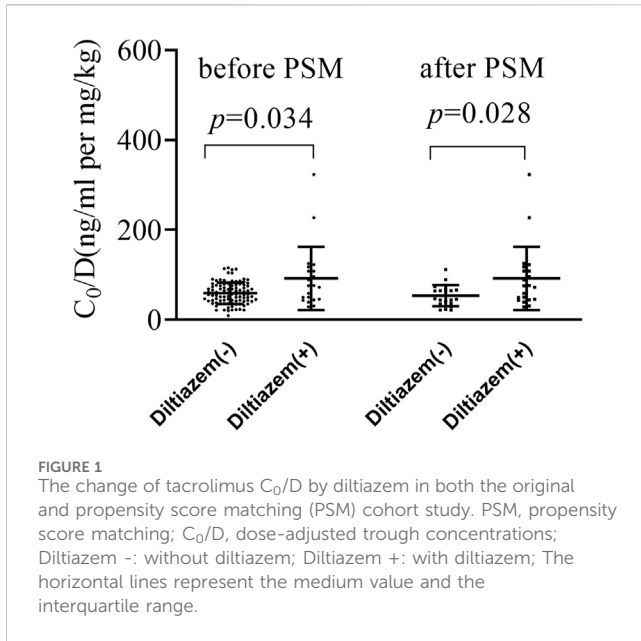 600
before PSM
after PSM
p=0.034
p=0.028
400
200
0
C₀/D(ng/ml per mg/kg)
Diltiazem(-)
Diltiazem(+)
Diltiazem(-)
Diltiazem(+)
FIGURE 1
The change of tacrolimus C₀/D by diltiazem in both the original
and propensity score matching (PSM) cohort study. PSM, propensity
score matching; C₀/D, dose-adjusted trough concentrations;
Diltiazem -: without diltiazem; Diltiazem +: with diltiazem; The
horizontal lines represent the medium value and the
interquartile range.